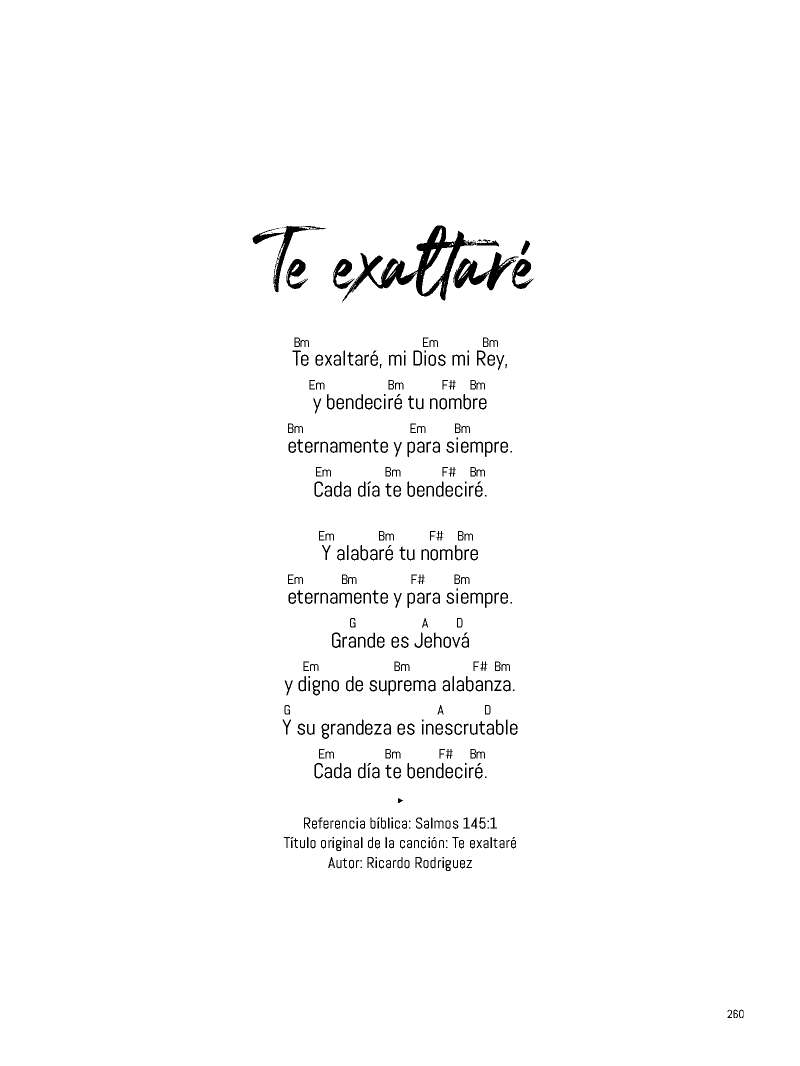 Te exaltaré
Bm Em Bm
Te exaltaré, mi Dios mi Rey,
Em Bm F# Bm
y bendeciré tu nombre
Bm Em Bm
eternamente y para siempre.
Em Bm F# Bm
Cada día te bendeciré.
Em Bm F# Bm
Y alabaré tu nombre
Em Bm F# Bm
eternamente y para siempre.
G A D
Grande es Jehová
Em Bm F# Bm
y digno de suprema alabanza.
G A D
Y su grandeza es inescrutable
Em Bm F# Bm
Cada día te bendeciré.
Referencia bíblica: Salmos 145:1
Título original de la canción: Te exaltaré
Autor: Ricardo Rodriguez
260